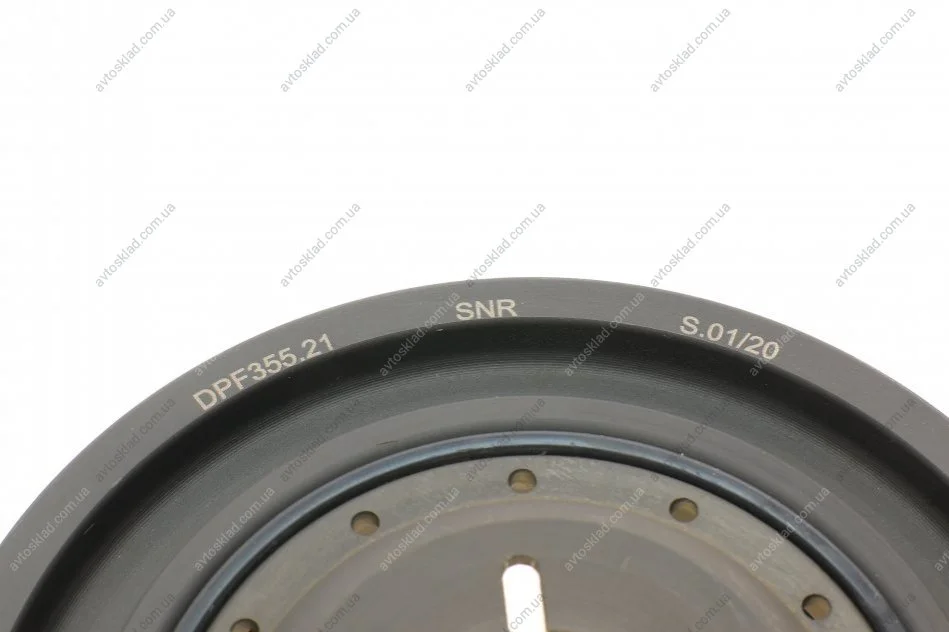 DPF355.21
SNR
S.01/20
avtosklad.com.ua